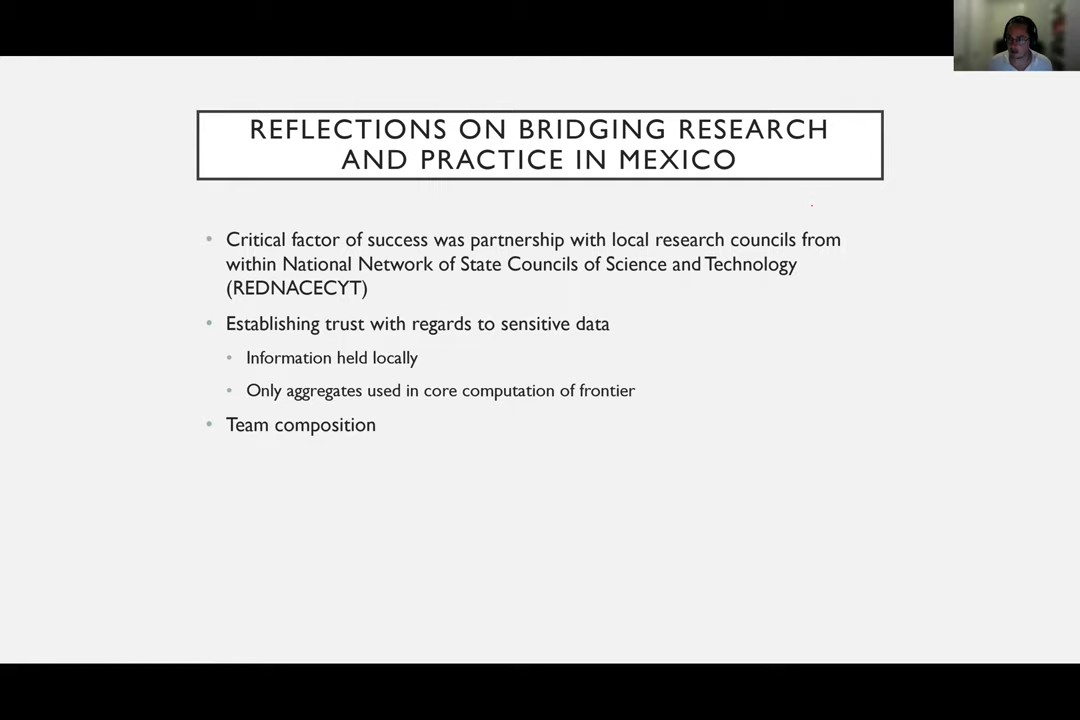 REFLECTIONS ON BRIDGING RESEARCH
AND PRACTICE IN MEXICO
• Critical factor of success was partnership with local research councils from
within National Network of State Councils of Science and Technology
(REDNACECYT)
• Establishing trust with regards to sensitive data
• Information held locally
• Only aggregates used in core computation of frontier
• Team composition